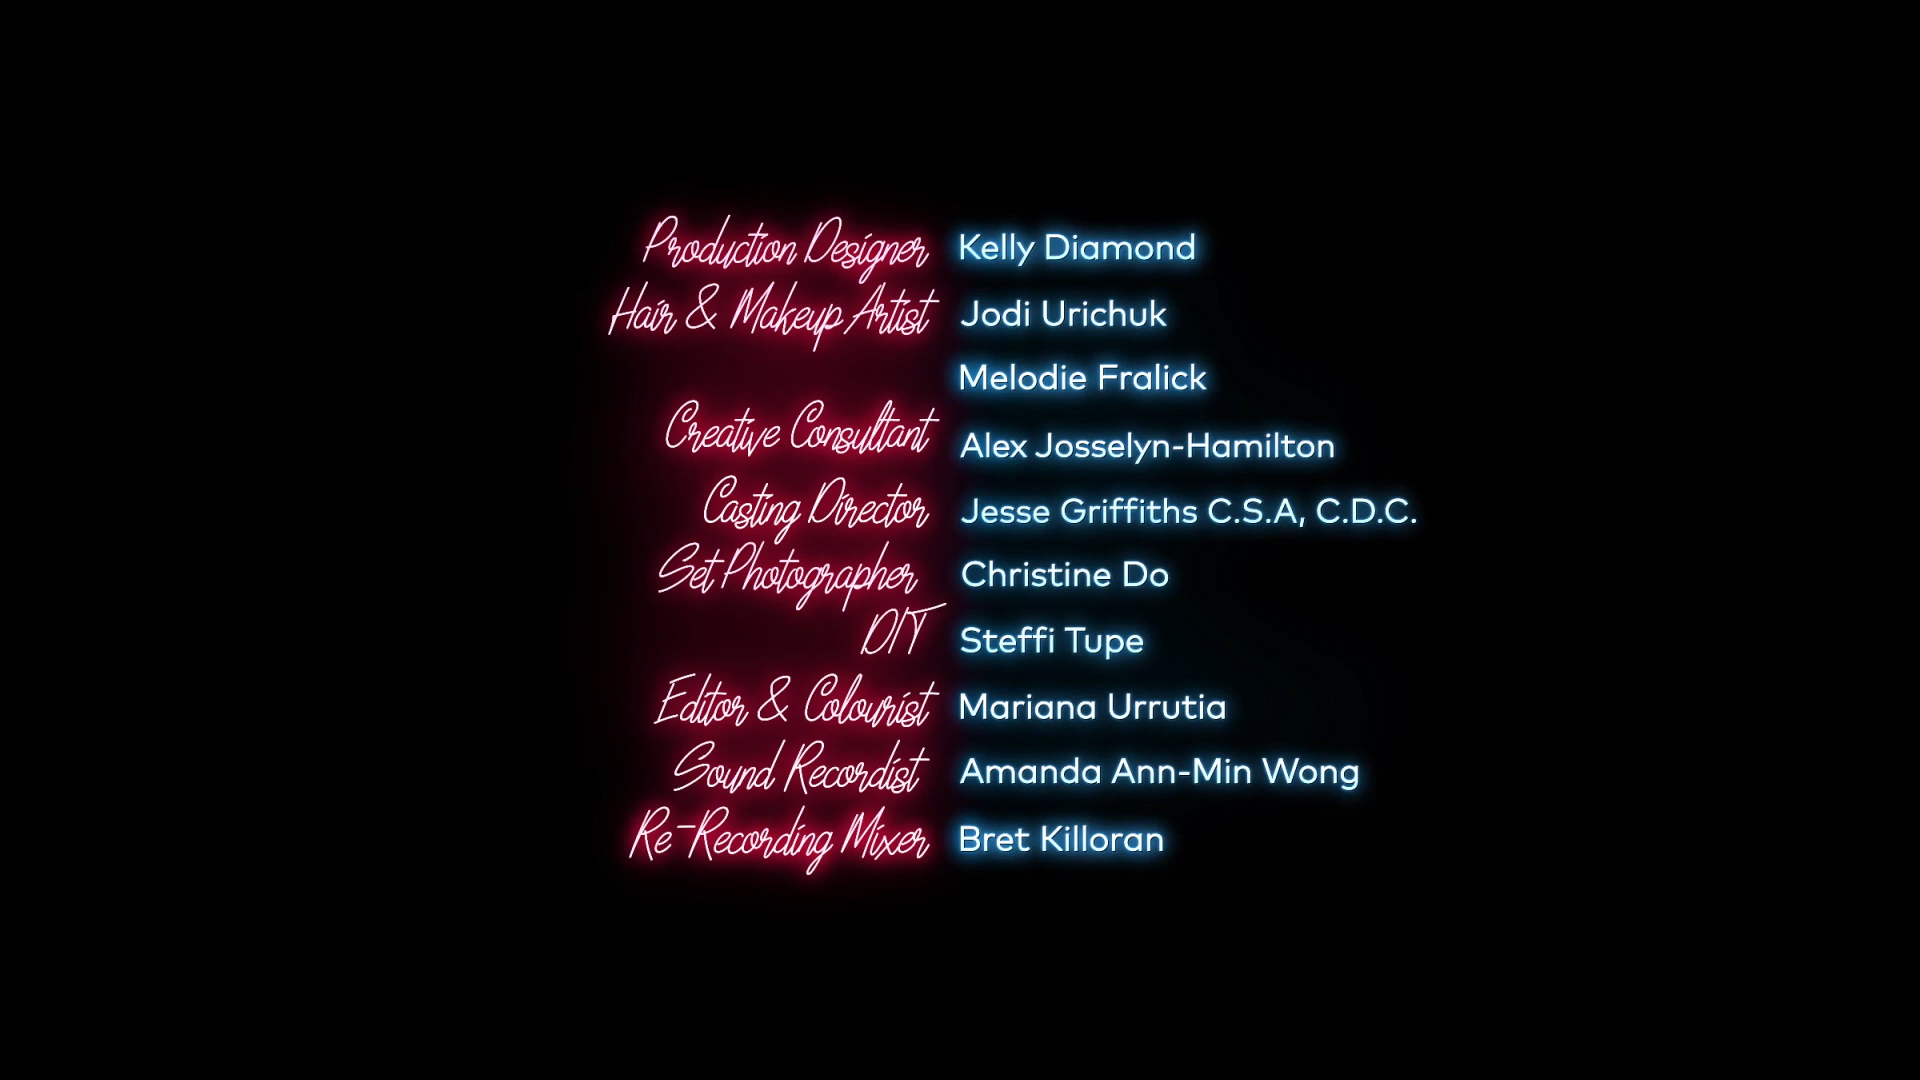 Production Designer Kelly Diamond
Hair & Makeup Artist Jodi Urichuk
Melodie Fralick
Creative Consultant Alex Josselyn-Hamilton
Casting Director Jesse Griffiths C.S.A, C.D.C.
Set Photographer Christine Do
DIT Steffi Tupe
Editor & Colourist Mariana Urrutia
Sound Recordist Amanda Ann-Min Wong
Re-Recording Mixer Bret Killoran